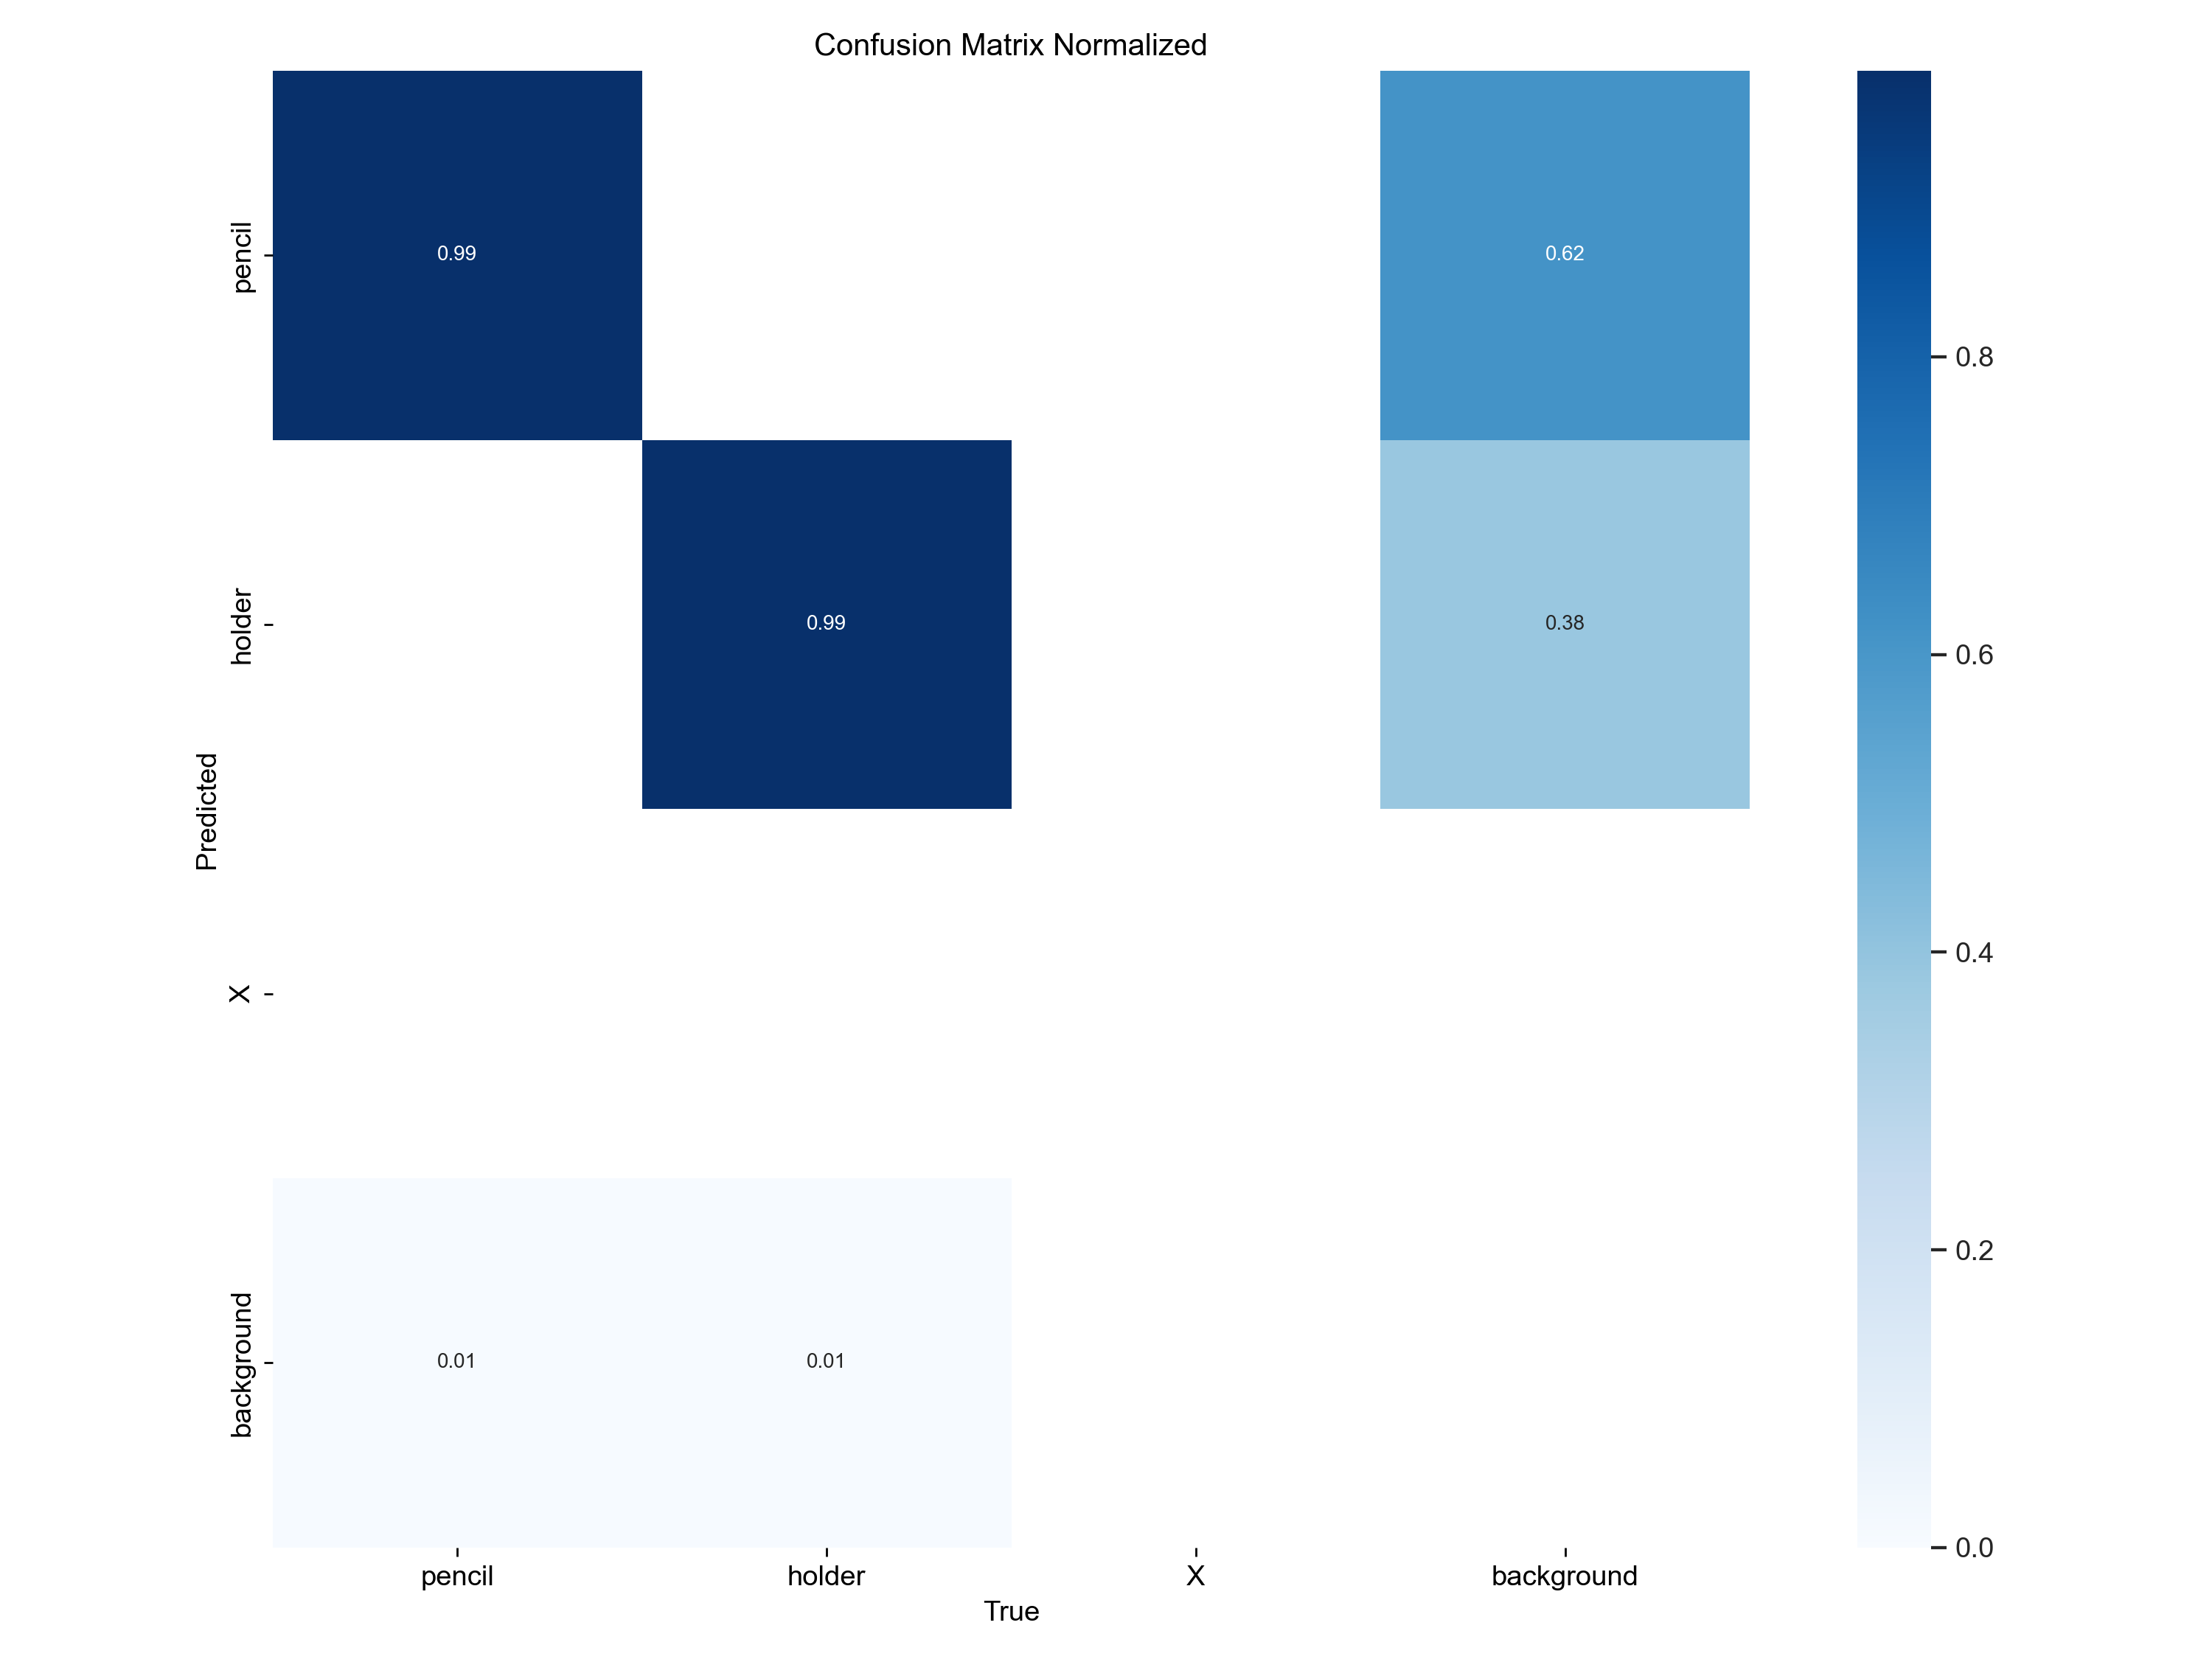 Confusion Matrix Normalized
pencil
0.99
0.62
0.8
holder
0.99
0.38
0.6
Predicted
0.4
X
0.2
background
0.01
0.01
0.0
pencil
holder
X
background
True